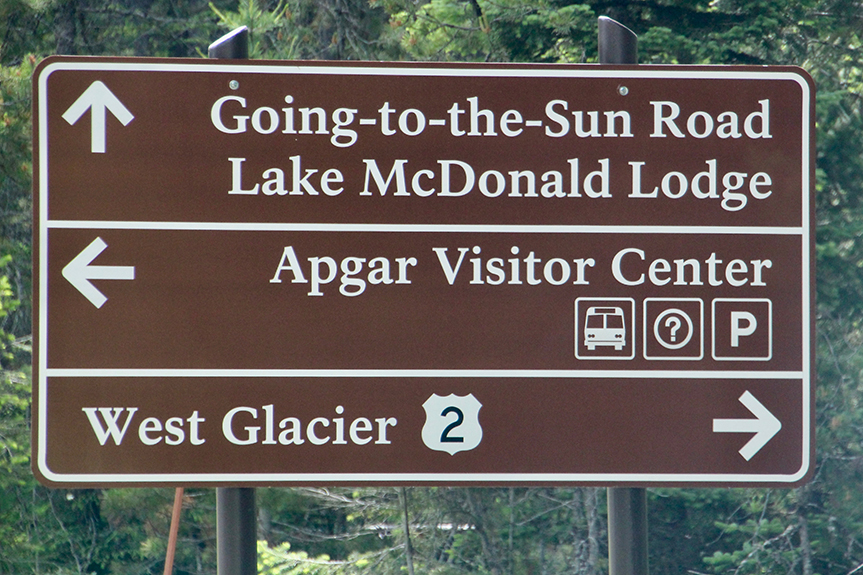 Going-to-the-Sun Road
Lake McDonald Lodge
Apgar Visitor Center
? P
West Glacier 2